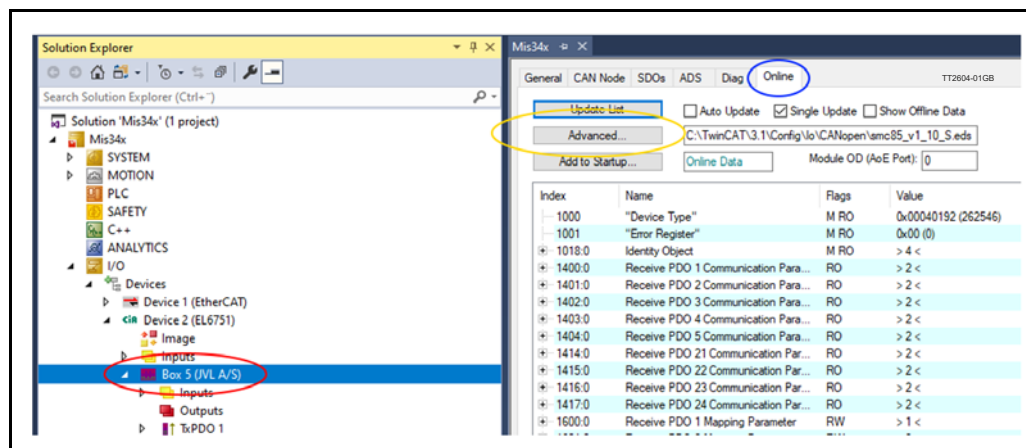 Solution Explorer
Search Solution Explorer (Ctrl+¨)
Solution 'Mis34x' (1 project)
Mis34x
SYSTEM
MOTION
PLC
SAFETY
C++
ANALYTICS
I/O
Devices
Device 1 (EtherCAT)
Device 2 (EL6751)
Image
Inputs
Box 5 (JVL A/S)
Inputs
Outputs
TxPDO 1
Mis34x
General CAN Node SDOs ADS Diag Online TT2604-01GB
Update List Auto Update Single Update Show Offline Data
Advanced... C:\TwinCAT\3.1\Config\Io\CANopen\smc85_v1_10_S.eds
Add to Startup... Online Data Module OD (AoE Port): 0
Index Name Flags Value
1000 "Device Type" M RO 0x00040192 (262546)
1001 "Error Register" M RO 0x00 (0)
1018:0 Identity Object M RO > 4 <
1400:0 Receive PDO 1 Communication Para... RO > 2 <
1401:0 Receive PDO 2 Communication Para... RO > 2 <
1402:0 Receive PDO 3 Communication Para... RO > 2 <
1403:0 Receive PDO 4 Communication Para... RO > 2 <
1404:0 Receive PDO 5 Communication Para... RO > 2 <
1414:0 Receive PDO 21 Communication Par... RO > 2 <
1415:0 Receive PDO 22 Communication Par... RO > 2 <
1416:0 Receive PDO 23 Communication Par... RO > 2 <
1417:0 Receive PDO 24 Communication Par... RO > 2 <
1600:0 Receive PDO 1 Mapping Parameter RW > 1 <